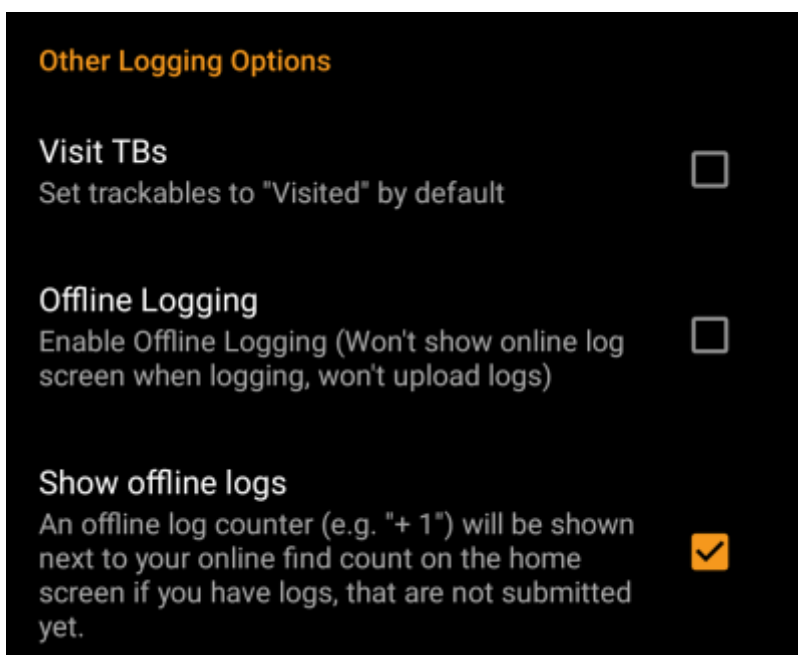 Other Logging Options
Visit TBs
Set trackables to "Visited" by default
Offline Logging
Enable Offline Logging (Won't show online log
screen when logging, won't upload logs)
Show offline logs
An offline log counter (e.g. "+ 1") will be shown
next to your online find count on the home
screen if you have logs, that are not submitted
yet.